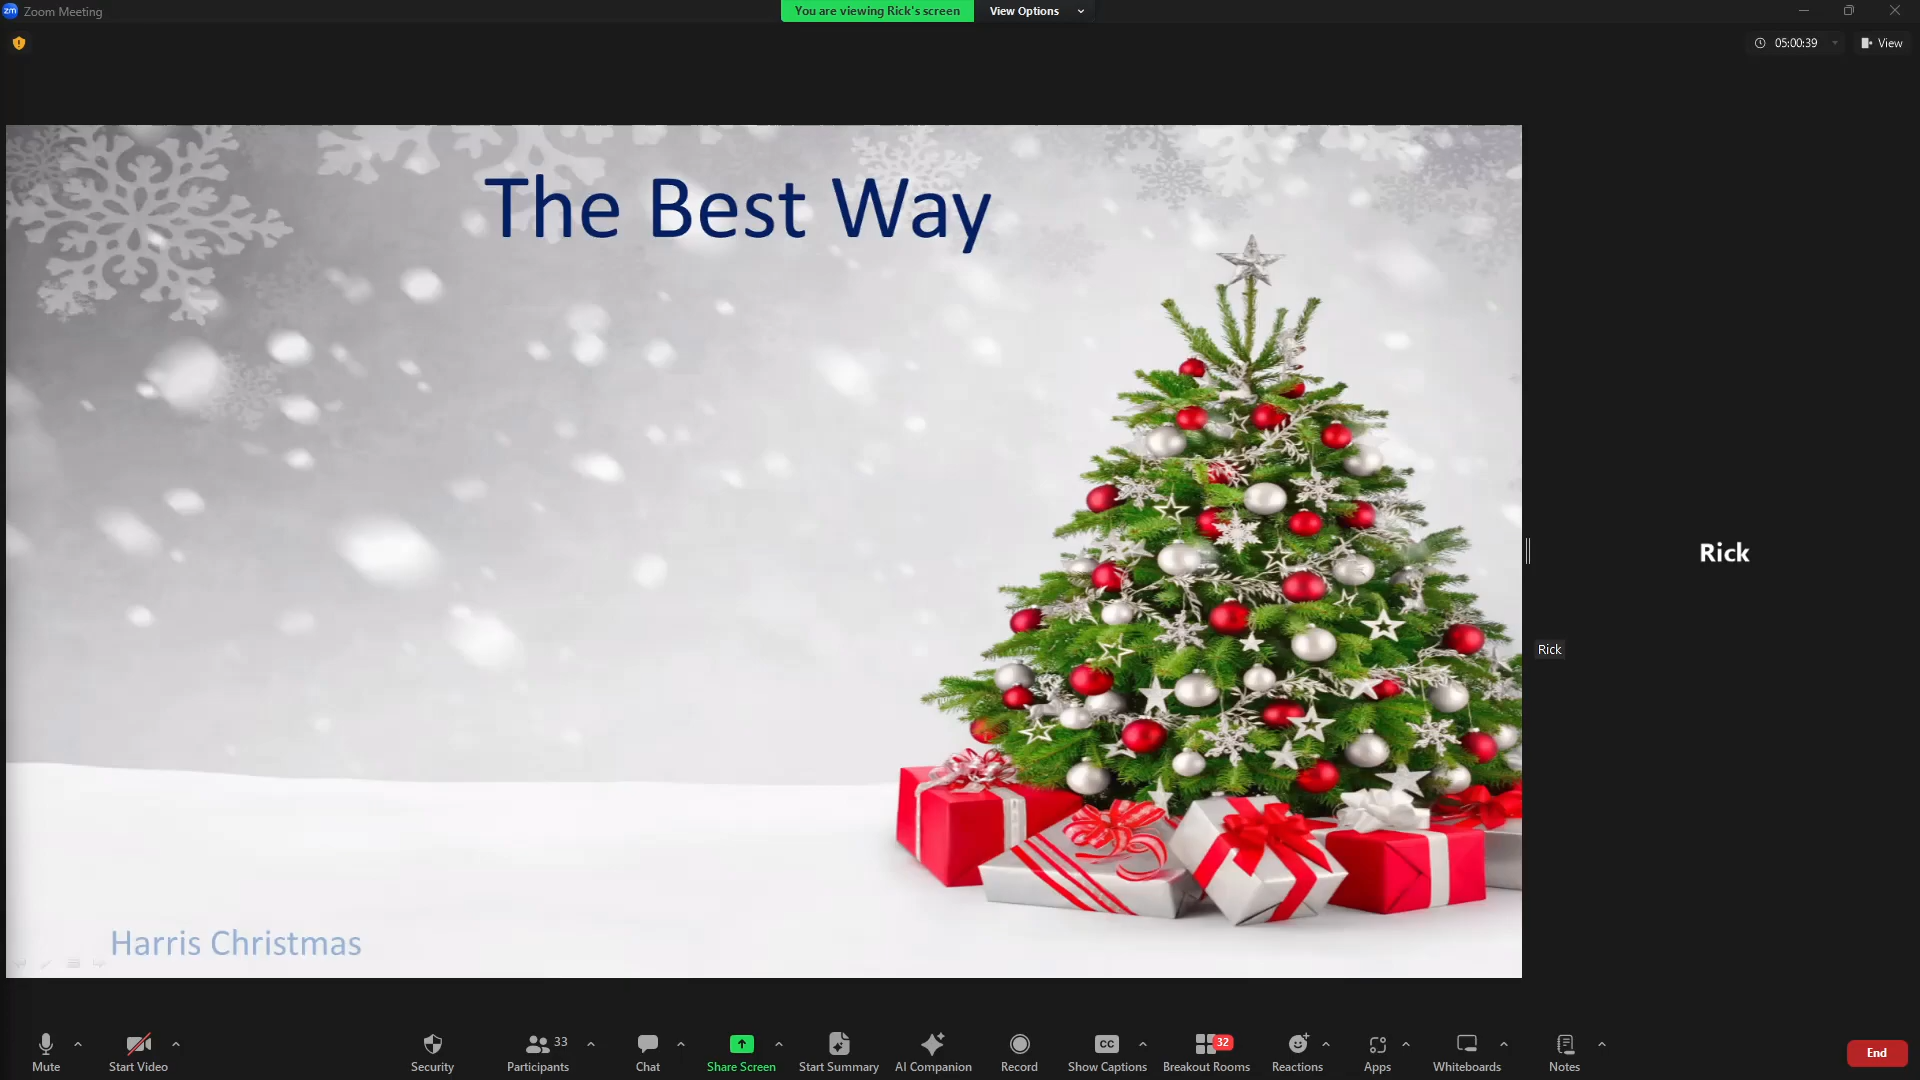 zm Zoom Meeting
You are viewing Rick's screen
View Options
05:00:39
View
The Best Way
Rick
Rick
Harris Christmas
Mute
Start Video
Security
33
Participants
Chat
Share Screen
Start Summary
AI Companion
Record
CC
Show Captions
32
Breakout Rooms
Reactions
Apps
Whiteboards
Notes
End